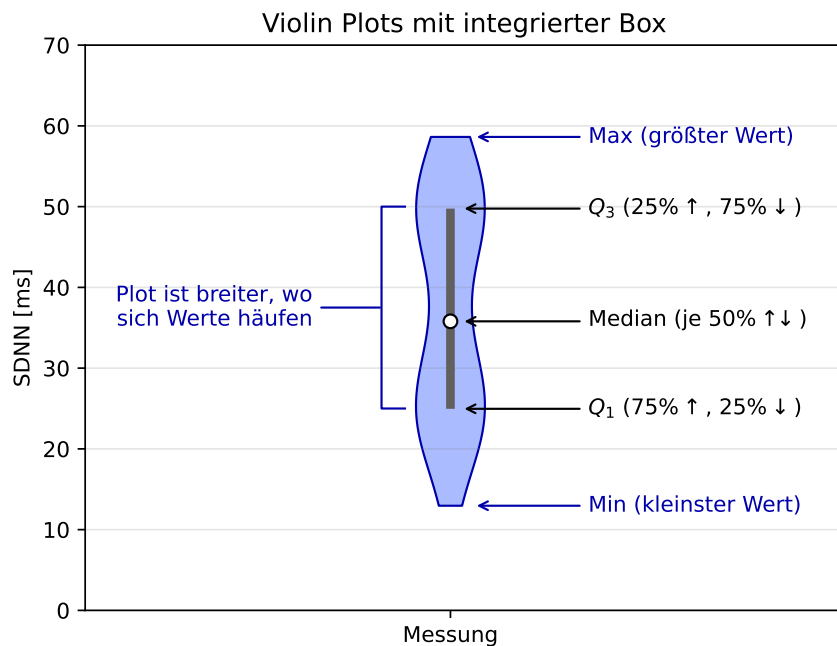 Violin Plots mit integrierter Box
70
60
50
40
30
20
10
0
SDNN [ms]
Max (größter Wert)
Q₃ (25% ↑ , 75% ↓ )
Plot ist breiter, wo
sich Werte häufen
Median (je 50% ↑↓ )
Q₁ (75% ↑ , 25% ↓ )
Min (kleinster Wert)
Messung